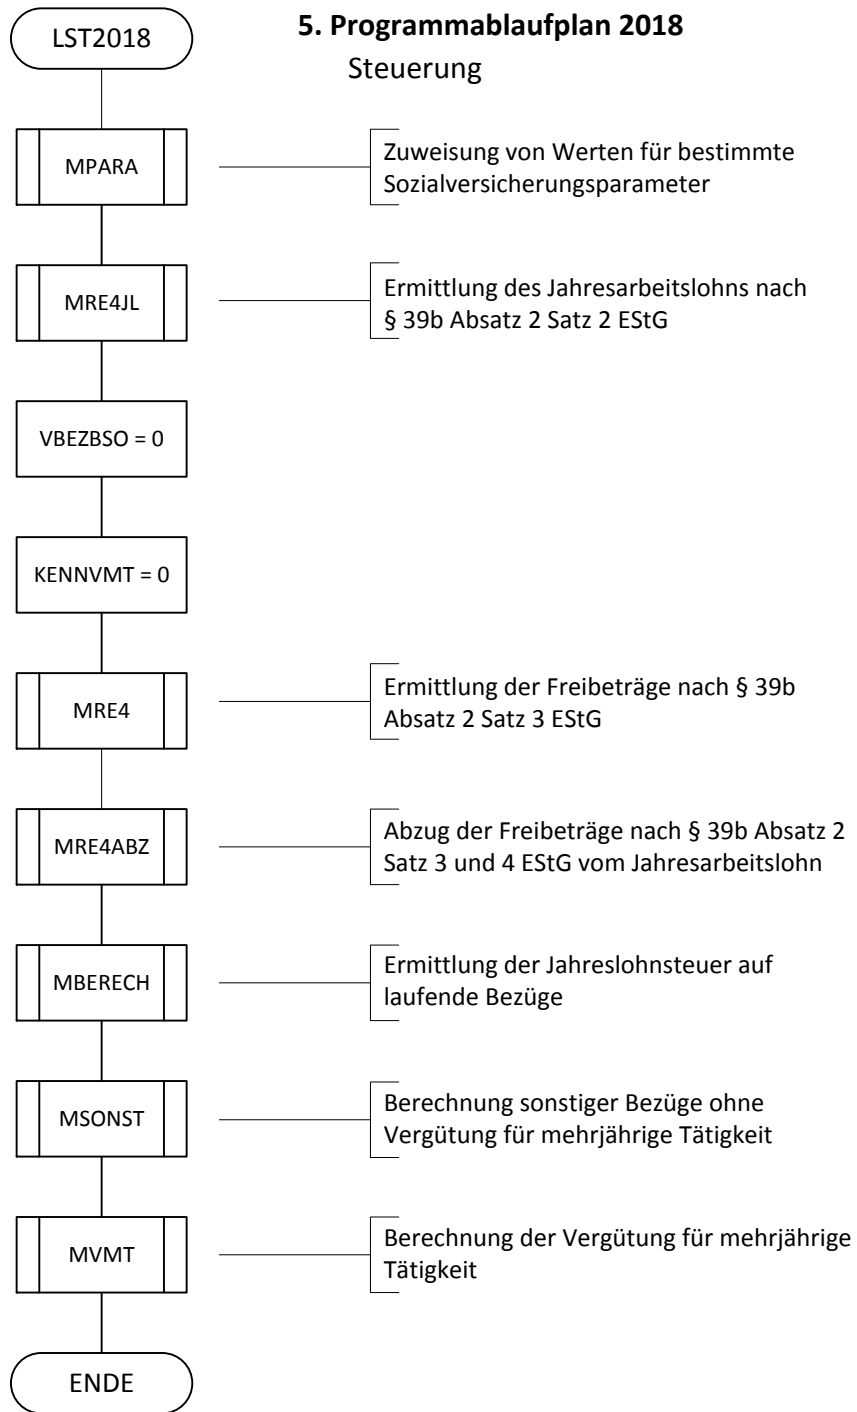 LST2018
5. Programmablaufplan 2018
Steuerung
MPARA
Zuweisung von Werten für bestimmte
Sozialversicherungsparameter
MRE4JL
Ermittlung des Jahresarbeitslohns nach
§ 39b Absatz 2 Satz 2 EStG
VBEZBSO = 0
KENNVMT = 0
MRE4
Ermittlung der Freibeträge nach § 39b
Absatz 2 Satz 3 EStG
MRE4ABZ
Abzug der Freibeträge nach § 39b Absatz 2
Satz 3 und 4 EStG vom Jahresarbeitslohn
MBERECH
Ermittlung der Jahreslohnsteuer auf
laufende Bezüge
MSONST
Berechnung sonstiger Bezüge ohne
Vergütung für mehrjährige Tätigkeit
MVMT
Berechnung der Vergütung für mehrjährige
Tätigkeit
ENDE